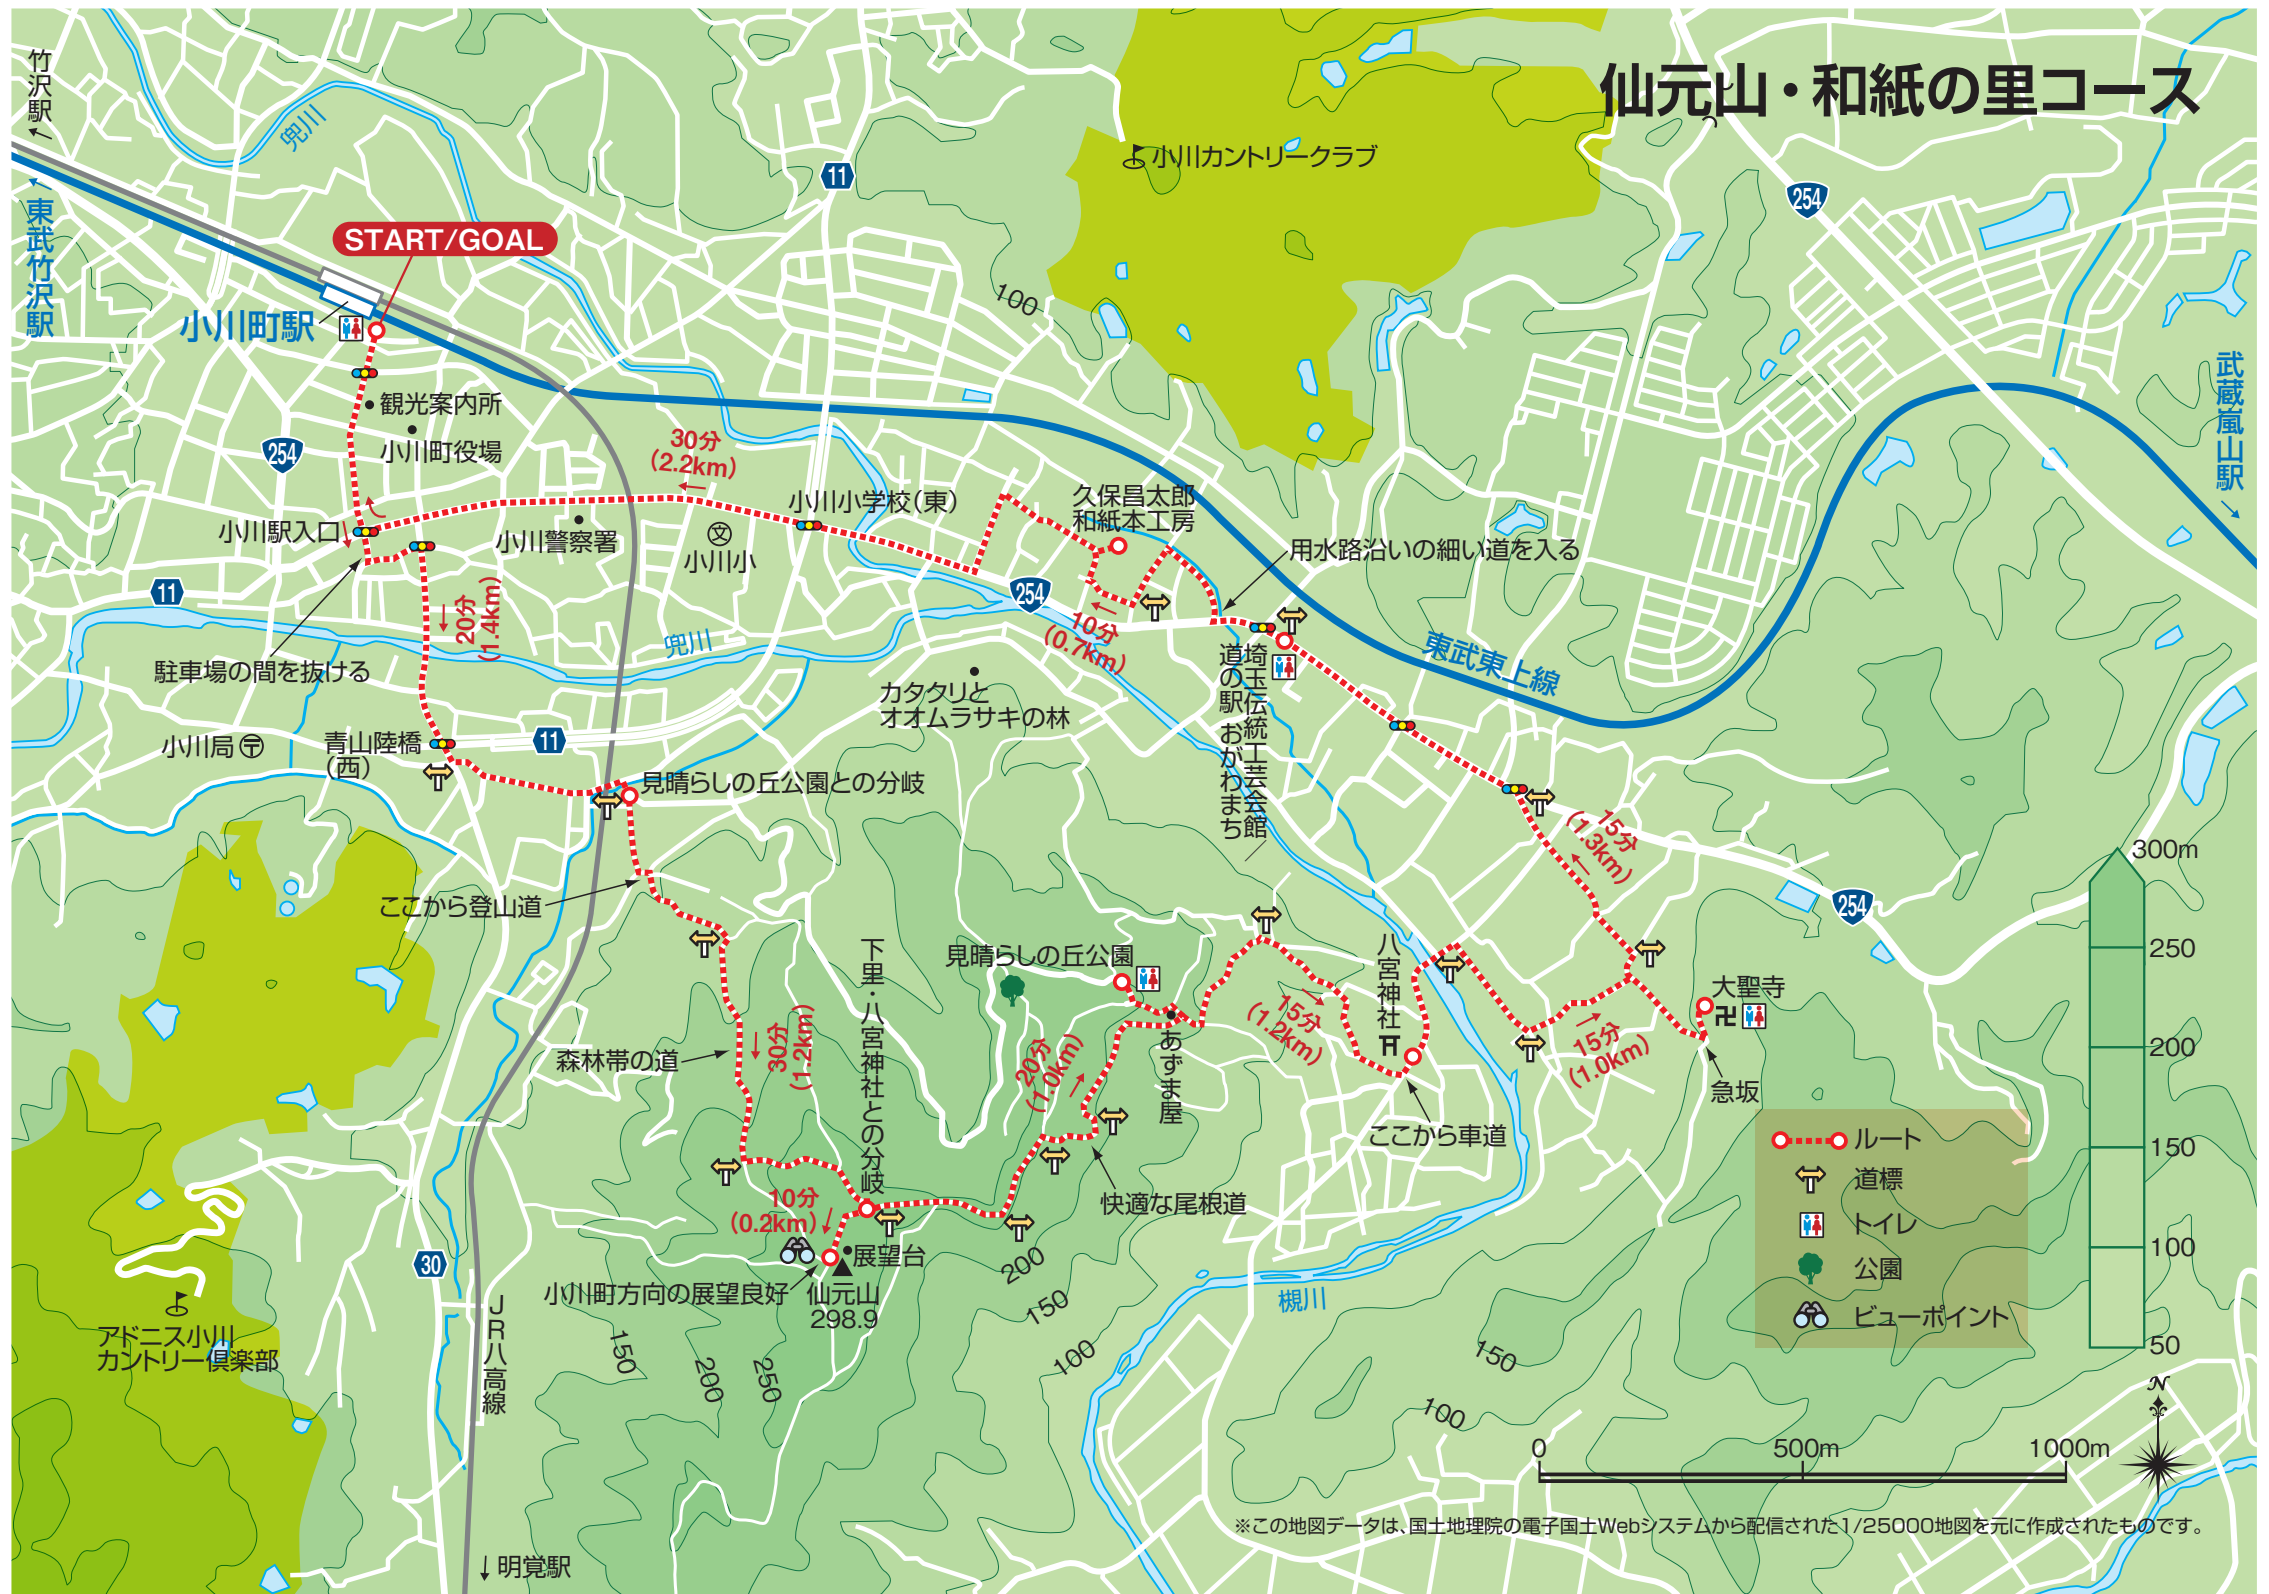 仙元山・和紙の里コース
竹沢駅
東武竹沢駅
兜川
11
小川カントリークラブ
254
START/GOAL
小川町駅
100
武蔵嵐山駅
観光案内所
小川町役場
254
30分
(2.2km)
小川小学校(東)
久保昌太郎
和紙本工房
小川駅入口
小川警察署
文
小川小
用水路沿いの細い道を入る
11
254
20分
(1.4km)
10分
(0.7km)
兜川
東武東上線
駐車場の間を抜ける
カタクリと
オオムラサキの林
埼玉伝統工芸会館
道の駅 おがわまち
小川局
青山陸橋
(西)
11
見晴らしの丘公園との分岐
15分
(1.3km)
300m
250
200
150
100
50
254
ここから登山道
下里・八宮神社との分岐
見晴らしの丘公園
八宮神社
大聖寺
森林帯の道
30分
(1.2km)
20分
(1.0km)
あずま屋
15分
(1.2km)
15分
(1.0km)
急坂
ここから車道
快適な尾根道
ルート
道標
トイレ
公園
ビューポイント
10分
(0.2km)
展望台
小川町方向の展望良好
仙元山
298.9
30
200
150
100
槻川
アドニス小川
カントリー倶楽部
JR八高線
150
200
250
150
100
N
0
500m
1000m
※この地図データは、国土地理院の電子国土Webシステムから配信された1/25000地図を元に作成されたものです。
明覚駅